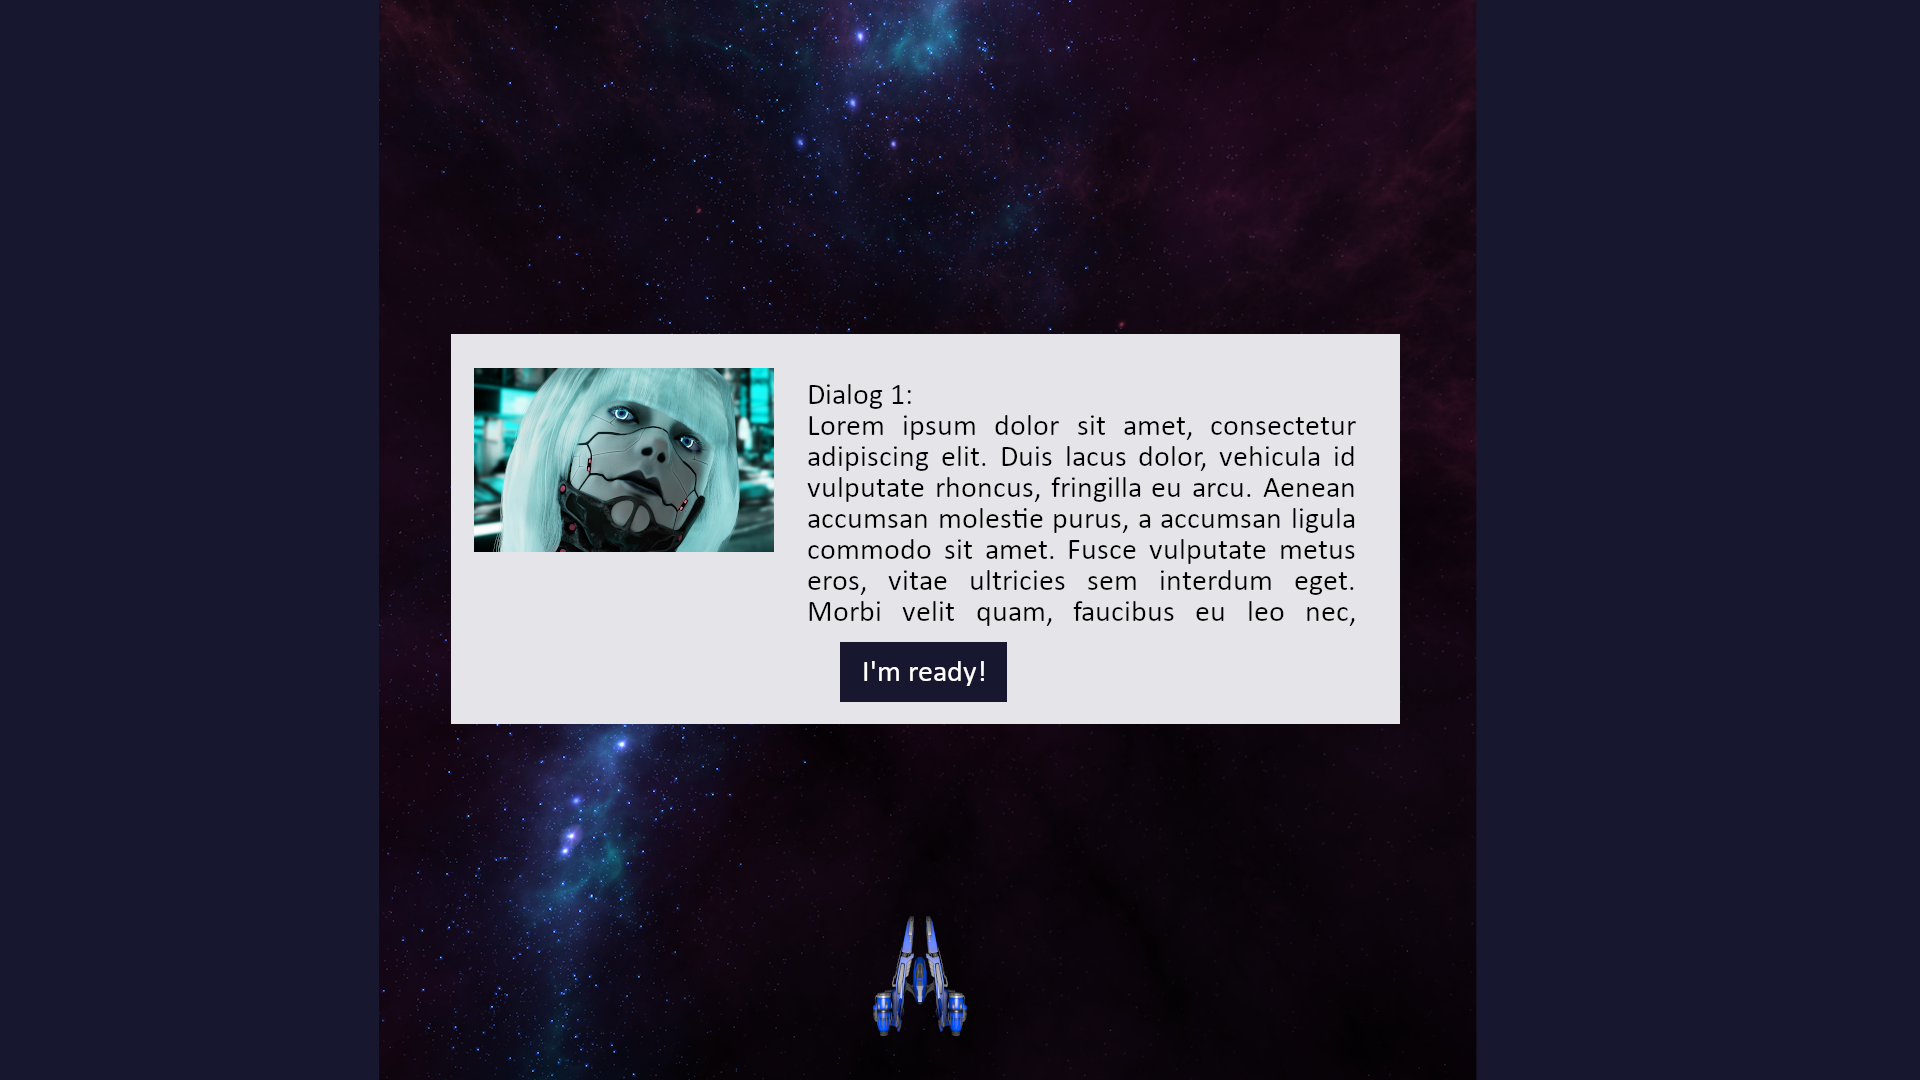 Dialog 1:
Lorem ipsum dolor sit amet, consectetur
adipiscing elit. Duis lacus dolor, vehicula id
vulputate rhoncus, fringilla eu arcu. Aenean
accumsan molestie purus, a accumsan ligula
commodo sit amet. Fusce vulputate metus
eros, vitae ultricies sem interdum eget.
Morbi velit quam, faucibus eu leo nec,
I'm ready!